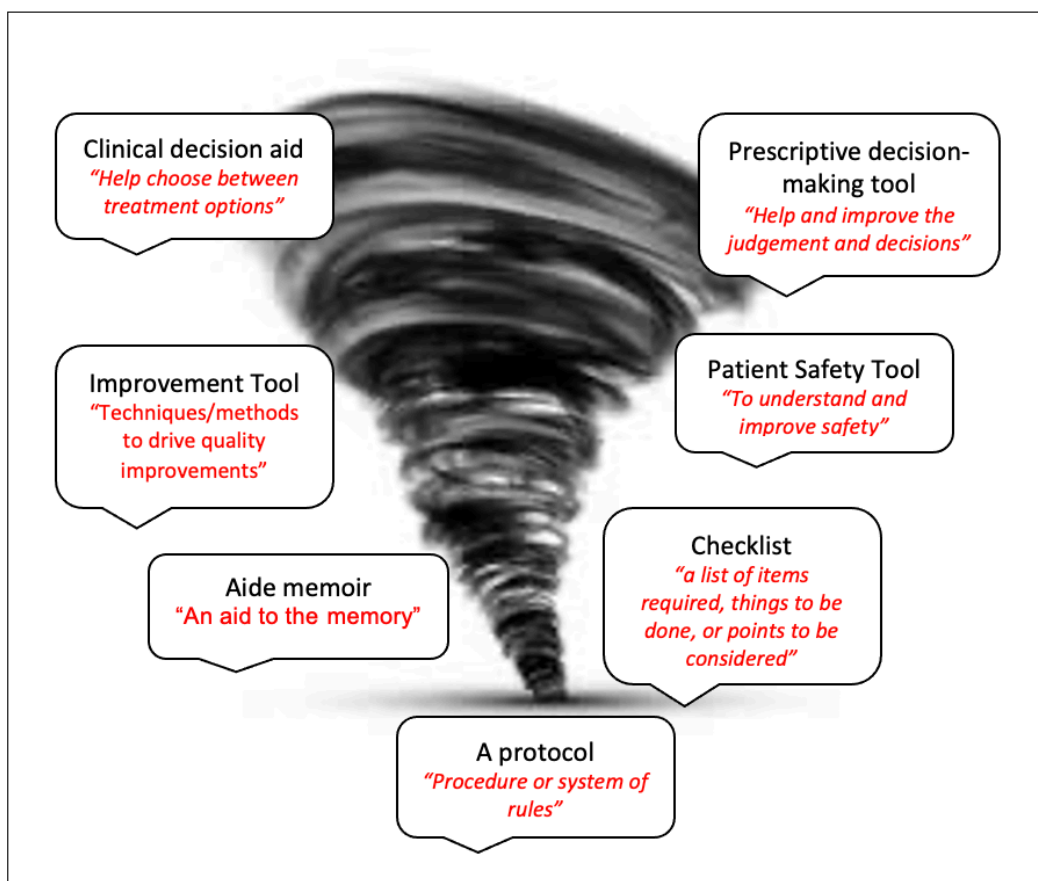 Clinical decision aid
“Help choose between
treatment options”
Prescriptive decision-
making tool
“Help and improve the
judgement and decisions”
Improvement Tool
“Techniques/methods
to drive quality
improvements”
Patient Safety Tool
“To understand and
improve safety”
Aide memoir
“An aid to the memory”
Checklist
“a list of items
required, things to be
done, or points to be
considered”
A protocol
“Procedure or system of
rules”